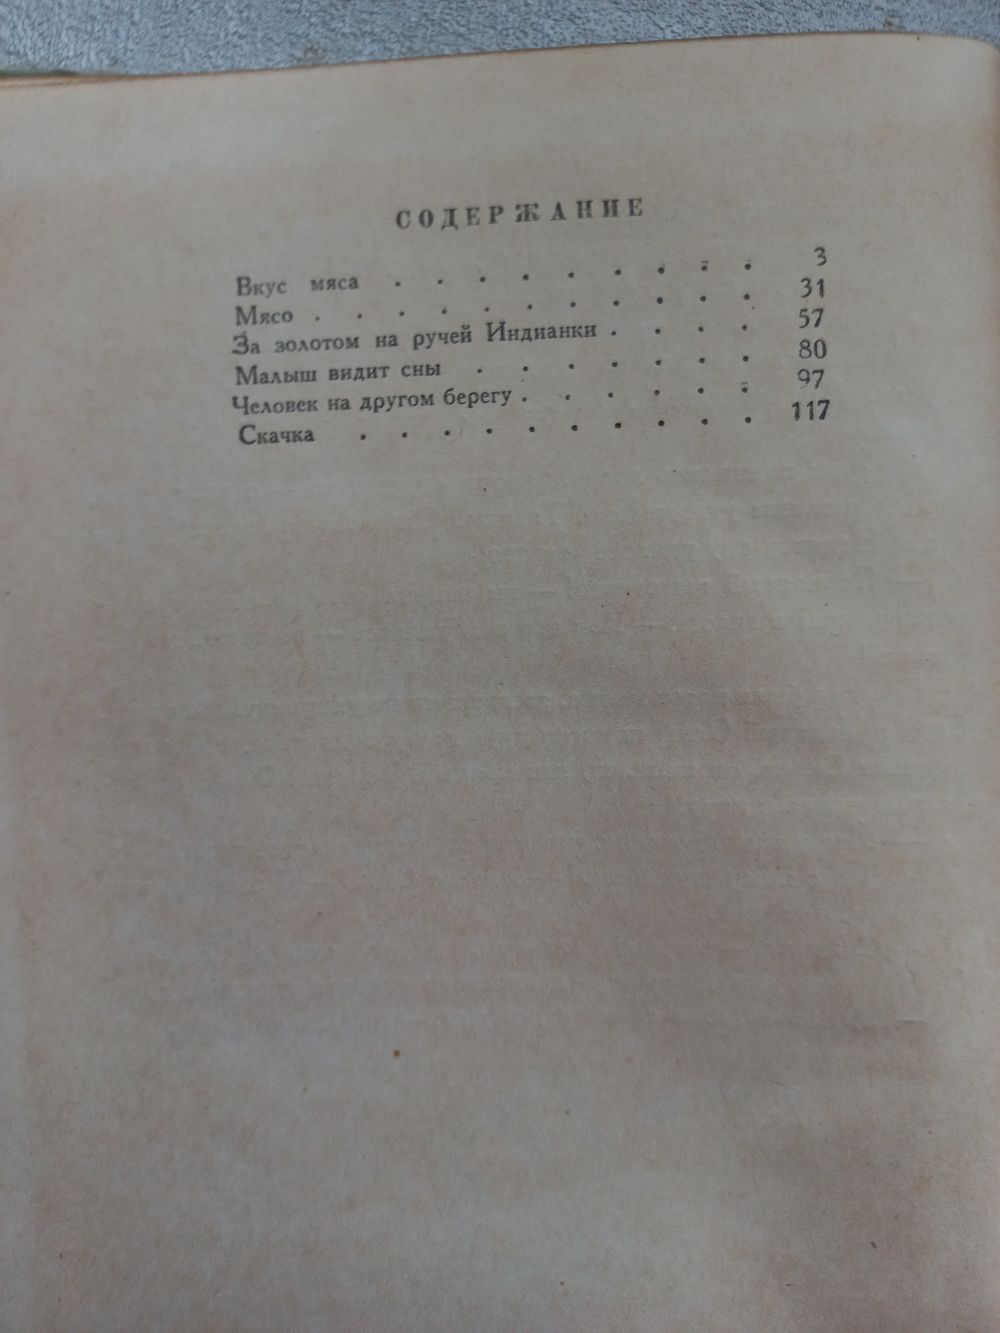 СОДЕРЖАНИЕ
Вкус мяса . . . . . . . . . 3
Мясо . . . . . . . . . . . 31
За золотом на ручей Индианки . . . . 57
Малыш видит сны . . . . . . . 80
Человек на другом берегу . . . . . . 97
Скачка . . . . . . . . . . 117